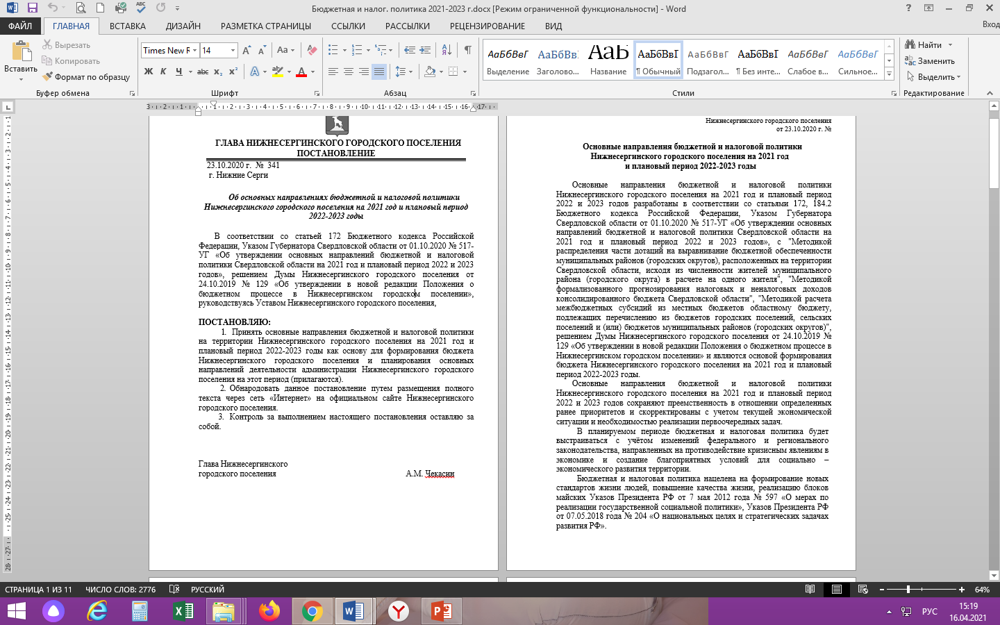 Бюджетная и налог. политика 2021-2023 г.docx [Режим ограниченной функциональности] - Word
ФАЙЛ ГЛАВНАЯ ВСТАВКА ДИЗАЙН РАЗМЕТКА СТРАНИЦЫ ССЫЛКИ РАССЫЛКИ РЕЦЕНЗИРОВАНИЕ ВИД Вход
Вставить
Вырезать
Копировать
Формат по образцу
Буфер обмена
Times New R 14
Ж К Ч abc x₂ x²
Шрифт
Абзац
АаБбВвГ АаБбВв АаБ АаБбВвІ АаБбВвГ АаБбВвІ АаБбВвГ АаБбВвГ
Выделение Заголово... Название ¶ Обычный Подзагол... ¶ Без инте... Слабое в... Сильное...
Стили
Найти
Заменить
Выделить
Редактирование
ГЛАВА НИЖНЕСЕРГИНСКОГО ГОРОДСКОГО ПОСЕЛЕНИЯ
ПОСТАНОВЛЕНИЕ
23.10.2020 г. № 341
г. Нижние Серги
Об основных направлениях бюджетной и налоговой политики
Нижнесергинского городского поселения на 2021 год и плановый период
2022-2023 годы
В соответствии со статьей 172 Бюджетного кодекса Российской
Федерации, Указом Губернатора Свердловской области от 01.10.2020 № 517-
УГ «Об утверждении основных направлений бюджетной и налоговой
политики Свердловской области на 2021 год и плановый период 2022 и 2023
годов», решением Думы Нижнесергинского городского поселения от
24.10.2019 № 129 «Об утверждении в новой редакции Положения о
бюджетном процессе в Нижнесергинском городском поселении»,
руководствуясь Уставом Нижнесергинского городского поселения,
ПОСТАНОВЛЯЮ:
1. Принять основные направления бюджетной и налоговой политики
на территории Нижнесергинского городского поселения на 2021 год и
плановый период 2022-2023 годы как основу для формирования бюджета
Нижнесергинского городского поселения и планирования основных
направлений деятельности администрации Нижнесергинского городского
поселения на этот период (прилагаются).
2. Обнародовать данное постановление путем размещения полного
текста через сеть «Интернет» на официальном сайте Нижнесергинского
городского поселения.
3. Контроль за выполнением настоящего постановления оставляю за
собой.
Глава Нижнесергинского
городского поселения А.М. Чекасин
Нижнесергинского городского поселения
от 23.10.2020 г. №
Основные направления бюджетной и налоговой политики
Нижнесергинского городского поселения на 2021 год
и плановый период 2022-2023 годы
Основные направления бюджетной и налоговой политики
Нижнесергинского городского поселения на 2021 год и плановый период
2022 и 2023 годов разработаны в соответствии со статьями 172, 184.2
Бюджетного кодекса Российской Федерации, Указом Губернатора
Свердловской области от 01.10.2020 № 517-УГ «Об утверждении основных
направлений бюджетной и налоговой политики Свердловской области на
2021 год и плановый период 2022 и 2023 годов», с "Методикой
распределения части дотаций на выравнивание бюджетной обеспеченности
муниципальных районов (городских округов), расположенных на территории
Свердловской области, исходя из численности жителей муниципального
района (городского округа) в расчете на одного жителя", "Методикой
формализованного прогнозирования налоговых и неналоговых доходов
консолидированного бюджета Свердловской области", "Методикой расчета
межбюджетных субсидий из местных бюджетов областному бюджету,
подлежащих перечислению из бюджетов городских поселений, сельских
поселений и (или) бюджетов муниципальных районов (городских округов)",
решением Думы Нижнесергинского городского поселения от 24.10.2019 №
129 «Об утверждении в новой редакции Положения о бюджетном процессе в
Нижнесергинском городском поселении» и являются основой формирования
бюджета Нижнесергинского городского поселения на 2021 год и плановый
период 2022-2023 годы.
Основные направления бюджетной и налоговой политики
Нижнесергинского городского поселения на 2021 год и плановый период
2022 и 2023 годов сохраняют преемственность в отношении определенных
ранее приоритетов и скорректированы с учетом текущей экономической
ситуации и необходимостью реализации первоочередных задач.
В планируемом периоде бюджетная и налоговая политика будет
выстраиваться с учётом изменений федерального и регионального
законодательства, направленных на противодействие кризисным явлениям в
экономике и создание благоприятных условий для социально –
экономического развития территории.
Бюджетная и налоговая политика нацелена на формирование новых
стандартов жизни людей, повышение качества жизни, реализацию блоков
майских Указов Президента РФ от 7 мая 2012 года № 597 «О мерах по
реализации государственной социальной политики», Указов Президента РФ
от 07.05.2018 года № 204 «О национальных целях и стратегических задачах
развития РФ».
СТРАНИЦА 1 ИЗ 11 ЧИСЛО СЛОВ: 2776 РУССКИЙ 64%
РУС
15:19
16.04.2021